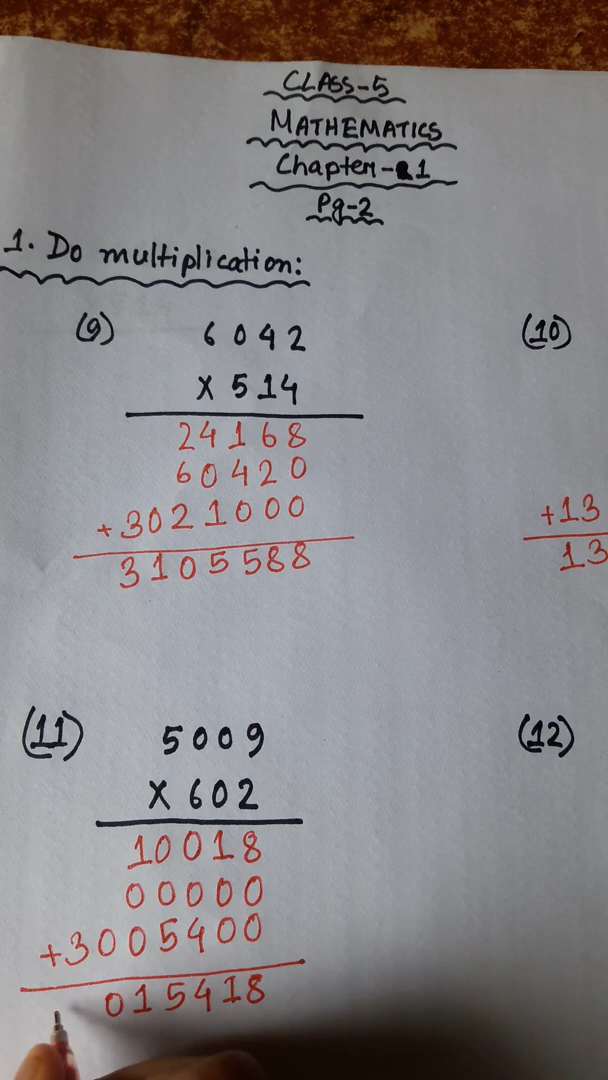 CLASS-5
MATHEMATICS
Chapter-1
Pg-2
1. Do multiplication:
(9) 6042
X 514
24168
60420
+3021000
3105588
(10)
+13
13
(11) 5009
X 602
10018
00000
+3005400
015418
(12)